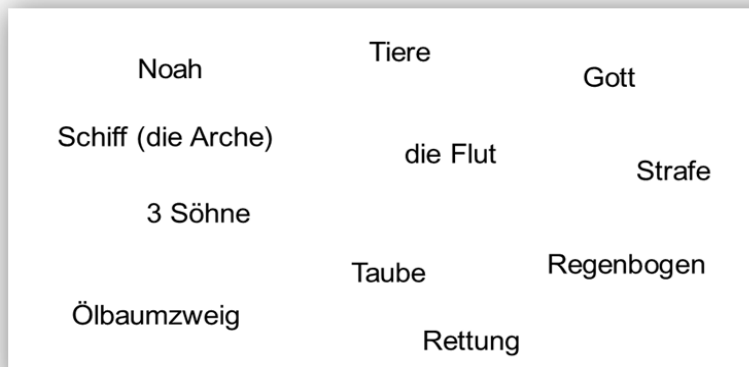 Noah
Tiere
Gott
Schiff (die Arche)
die Flut
Strafe
3 Söhne
Taube
Regenbogen
Ölbaumzweig
Rettung